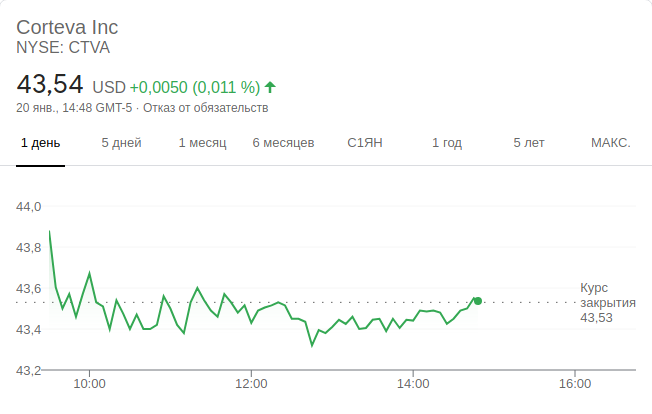 Corteva Inc
NYSE: CTVA
43,54 USD +0,0050 (0,011 %)
20 янв., 14:48 GMT-5 · Отказ от обязательств
1 день 5 дней 1 месяц 6 месяцев С1ЯН 1 год 5 лет МАКС.
44,0
43,8
43,6
Курс
закрытия
43,53
43,4
43,2
10:00 12:00 14:00 16:00